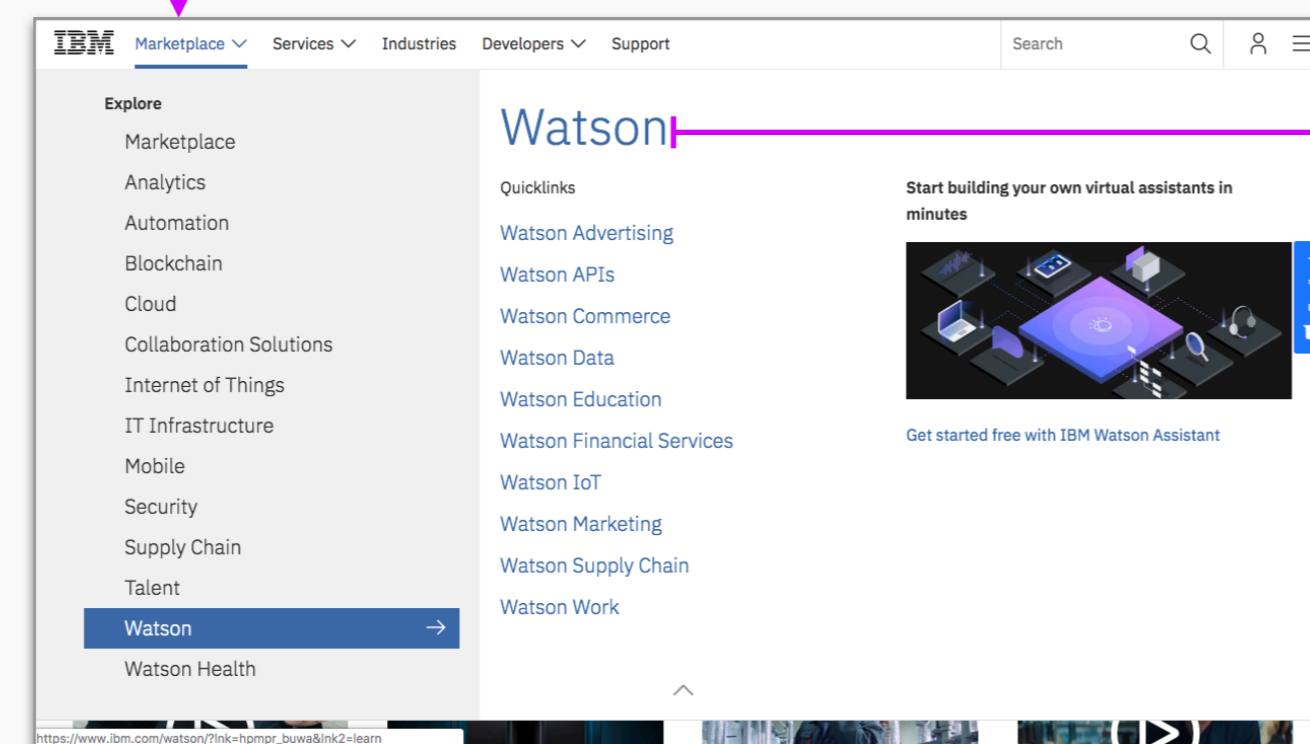 IBM Marketplace Services Industries Developers Support Search
Explore
Marketplace
Analytics
Automation
Blockchain
Cloud
Collaboration Solutions
Internet of Things
IT Infrastructure
Mobile
Security
Supply Chain
Talent
Watson
Watson Health
Watson
Quicklinks
Watson Advertising
Watson APIs
Watson Commerce
Watson Data
Watson Education
Watson Financial Services
Watson IoT
Watson Marketing
Watson Supply Chain
Watson Work
Start building your own virtual assistants in
minutes
Get started free with IBM Watson Assistant
https://www.ibm.com/watson/?lnk=hpmpr_buwa&lnk2=learn